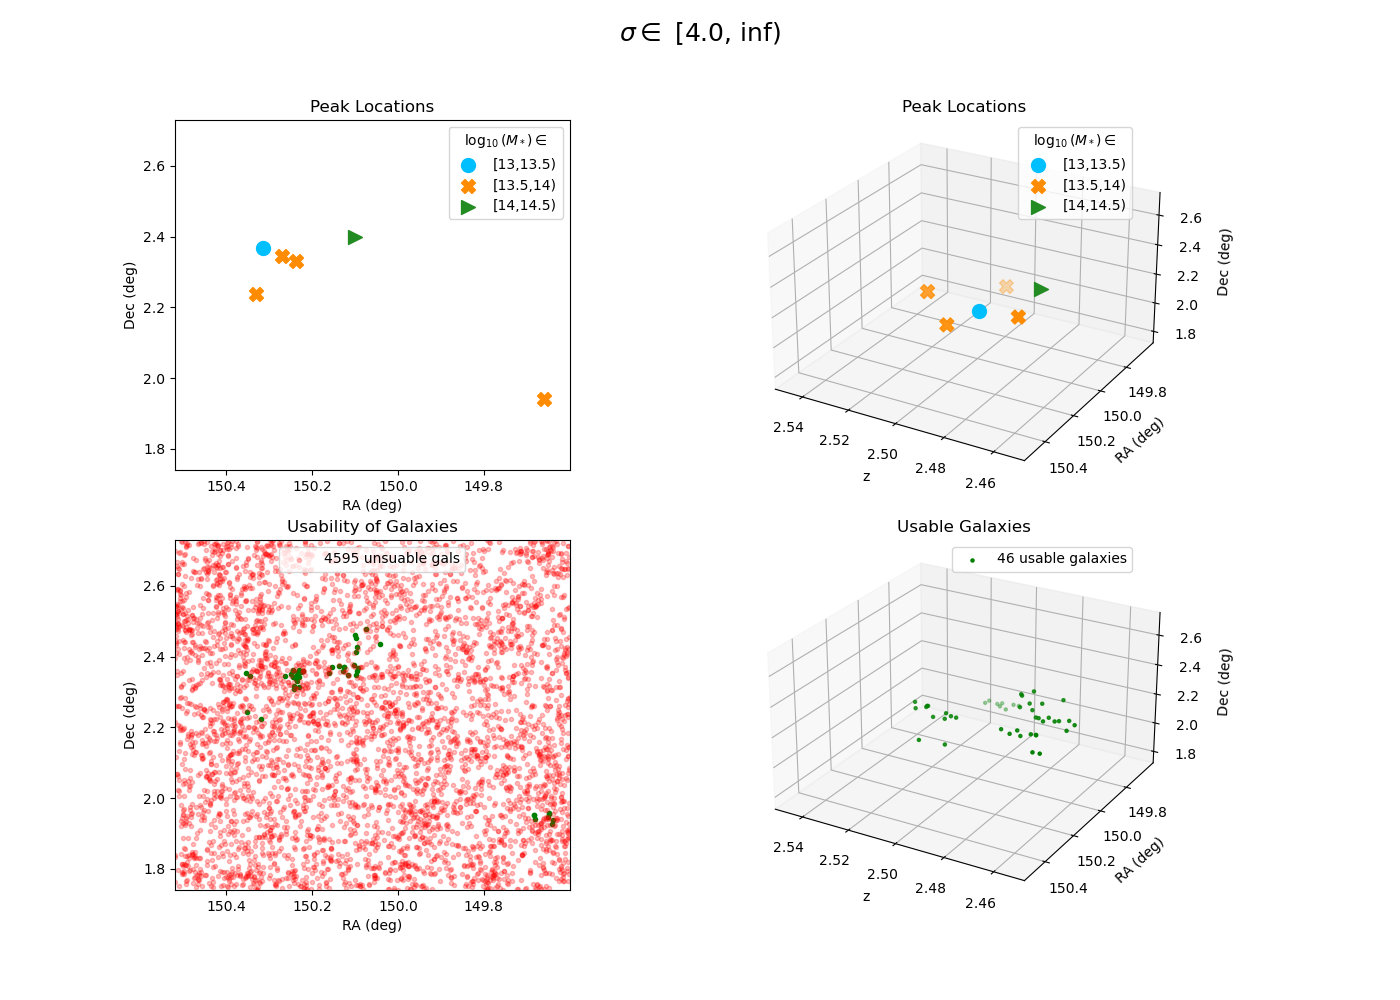 σ ∈ [4.0, inf)
Peak Locations
log₁₀(M*) ∈
[13,13.5)
[13.5,14)
[14,14.5)
2.6
2.4
2.2
2.0
1.8
Dec (deg)
150.4 150.2 150.0 149.8
RA (deg)
Peak Locations
log₁₀(M*) ∈
[13,13.5)
[13.5,14)
[14,14.5)
2.6
2.4
2.2
2.0
1.8
Dec (deg)
149.8
150.0
150.2
150.4
RA (deg)
2.54
2.52
2.50
2.48
2.46
z
Usability of Galaxies
4595 unsuable gals
2.6
2.4
2.2
2.0
1.8
Dec (deg)
150.4 150.2 150.0 149.8
RA (deg)
Usable Galaxies
46 usable galaxies
2.6
2.4
2.2
2.0
1.8
Dec (deg)
149.8
150.0
150.2
150.4
RA (deg)
2.54
2.52
2.50
2.48
2.46
z